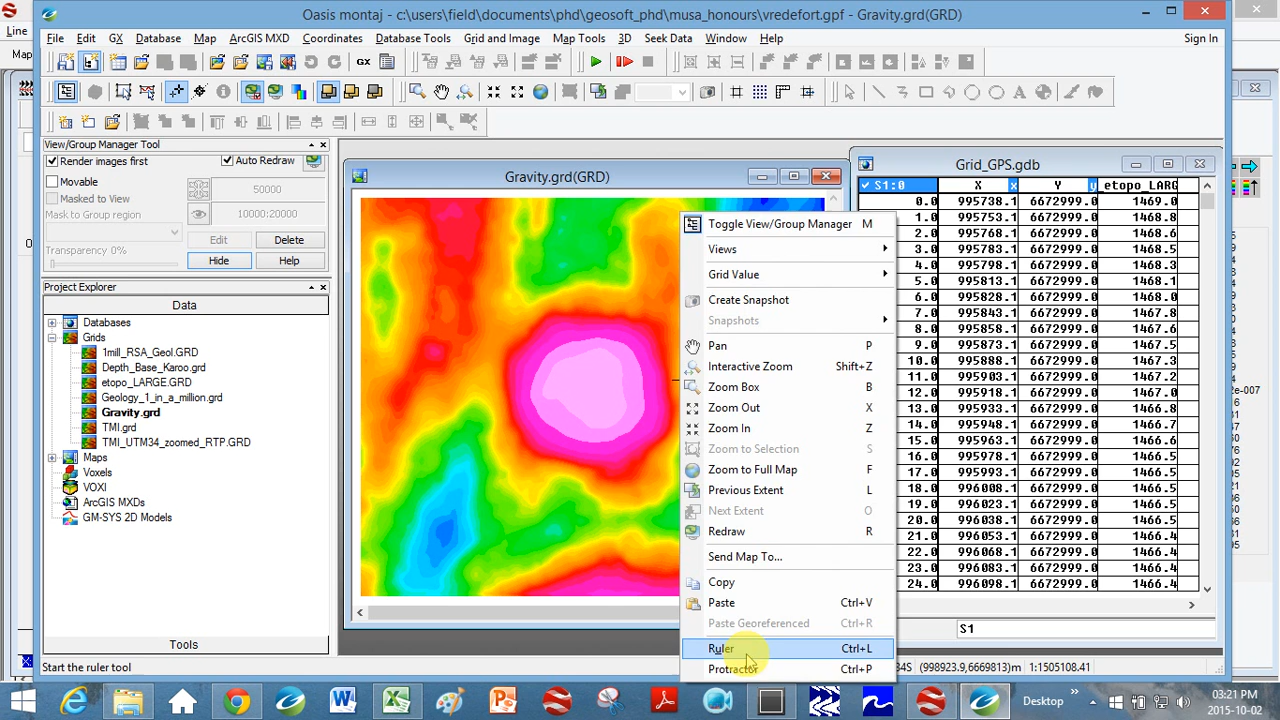 Oasis montaj - c:\users\field\documents\phd\geosoft_phd\musa_honours\vredefort.gpf - Gravity.grd(GRD)
Line
File Edit GX Database Map ArcGIS MXD Coordinates Database Tools Grid and Image Map Tools 3D Seek Data Window Help Sign In
Map
GX
View/Group Manager Tool
Render images first Auto Redraw
Movable 50000
Masked to View
Mask to Group region 10000:20000
Transparency 0% Edit Delete
Hide Help
Project Explorer
Data
Databases
Grids
1mill_RSA_Geol.GRD
Depth_Base_Karoo.grd
etopo_LARGE.GRD
Geology_1_in_a_million.grd
Gravity.grd
TMI.grd
TMI_UTM34_zoomed_RTP.GRD
Maps
Voxels
VOXI
ArcGIS MXDs
GM-SYS 2D Models
Tools
Start the ruler tool
Gravity.grd(GRD)
Toggle View/Group Manager M
Views
Grid Value
Create Snapshot
Snapshots
Pan P
Interactive Zoom Shift+Z
Zoom Box B
Zoom Out X
Zoom In Z
Zoom to Selection S
Zoom to Full Map F
Previous Extent L
Next Extent O
Redraw R
Send Map To...
Copy
Paste Ctrl+V
Paste Georeferenced Ctrl+R
Ruler Ctrl+L
Protractor Ctrl+P
Grid_GPS.gdb
S1:0 X x Y y _etopo_LARG
0.0 995738.1 6672999.0 1469.0
1.0 995753.1 6672999.0 1468.8
2.0 995768.1 6672999.0 1468.6
3.0 995783.1 6672999.0 1468.5
4.0 995798.1 6672999.0 1468.3
5.0 995813.1 6672999.0 1468.1
6.0 995828.1 6672999.0 1468.0
7.0 995843.1 6672999.0 1467.8
8.0 995858.1 6672999.0 1467.6
9.0 995873.1 6672999.0 1467.5
10.0 995888.1 6672999.0 1467.3
11.0 995903.1 6672999.0 1467.2
12.0 995918.1 6672999.0 1467.0
13.0 995933.1 6672999.0 1466.8
14.0 995948.1 6672999.0 1466.7
15.0 995963.1 6672999.0 1466.6
16.0 995978.1 6672999.0 1466.5
17.0 995993.1 6672999.0 1466.5
18.0 996008.1 6672999.0 1466.5
19.0 996023.1 6672999.0 1466.5
20.0 996038.1 6672999.0 1466.5
21.0 996053.1 6672999.0 1466.4
22.0 996068.1 6672999.0 1466.4
23.0 996083.1 6672999.0 1466.4
24.0 996098.1 6672999.0 1466.4
S1
34S (998923.9,6669813)m 1:1505108.41
Desktop
03:21 PM
2015-10-02